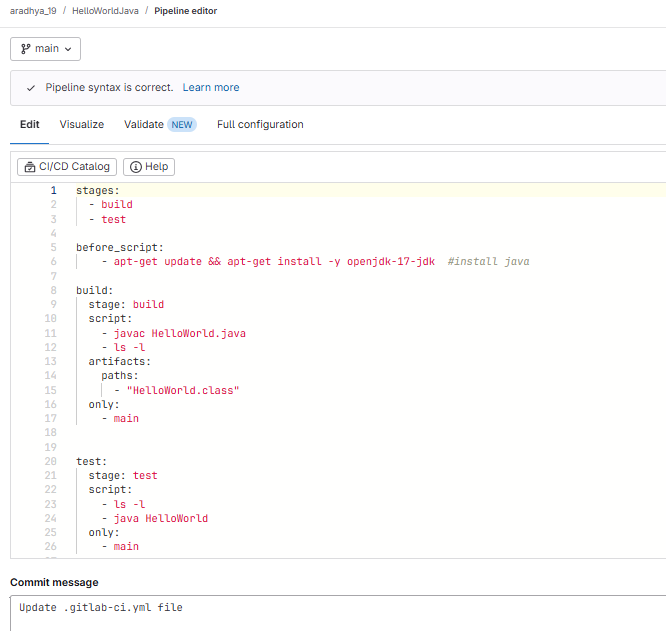 aradhya_19 / HelloWorldJava / Pipeline editor
main
Pipeline syntax is correct. Learn more
Edit Visualize Validate NEW Full configuration
CI/CD Catalog Help
1 stages:
2 - build
3 - test
4
5 before_script:
6 - apt-get update && apt-get install -y openjdk-17-jdk #install java
7
8 build:
9 stage: build
10 script:
11 - javac HelloWorld.java
12 - ls -l
13 artifacts:
14 paths:
15 - "HelloWorld.class"
16 only:
17 - main
18
19
20 test:
21 stage: test
22 script:
23 - ls -l
24 - java HelloWorld
25 only:
26 - main
Commit message
Update .gitlab-ci.yml file